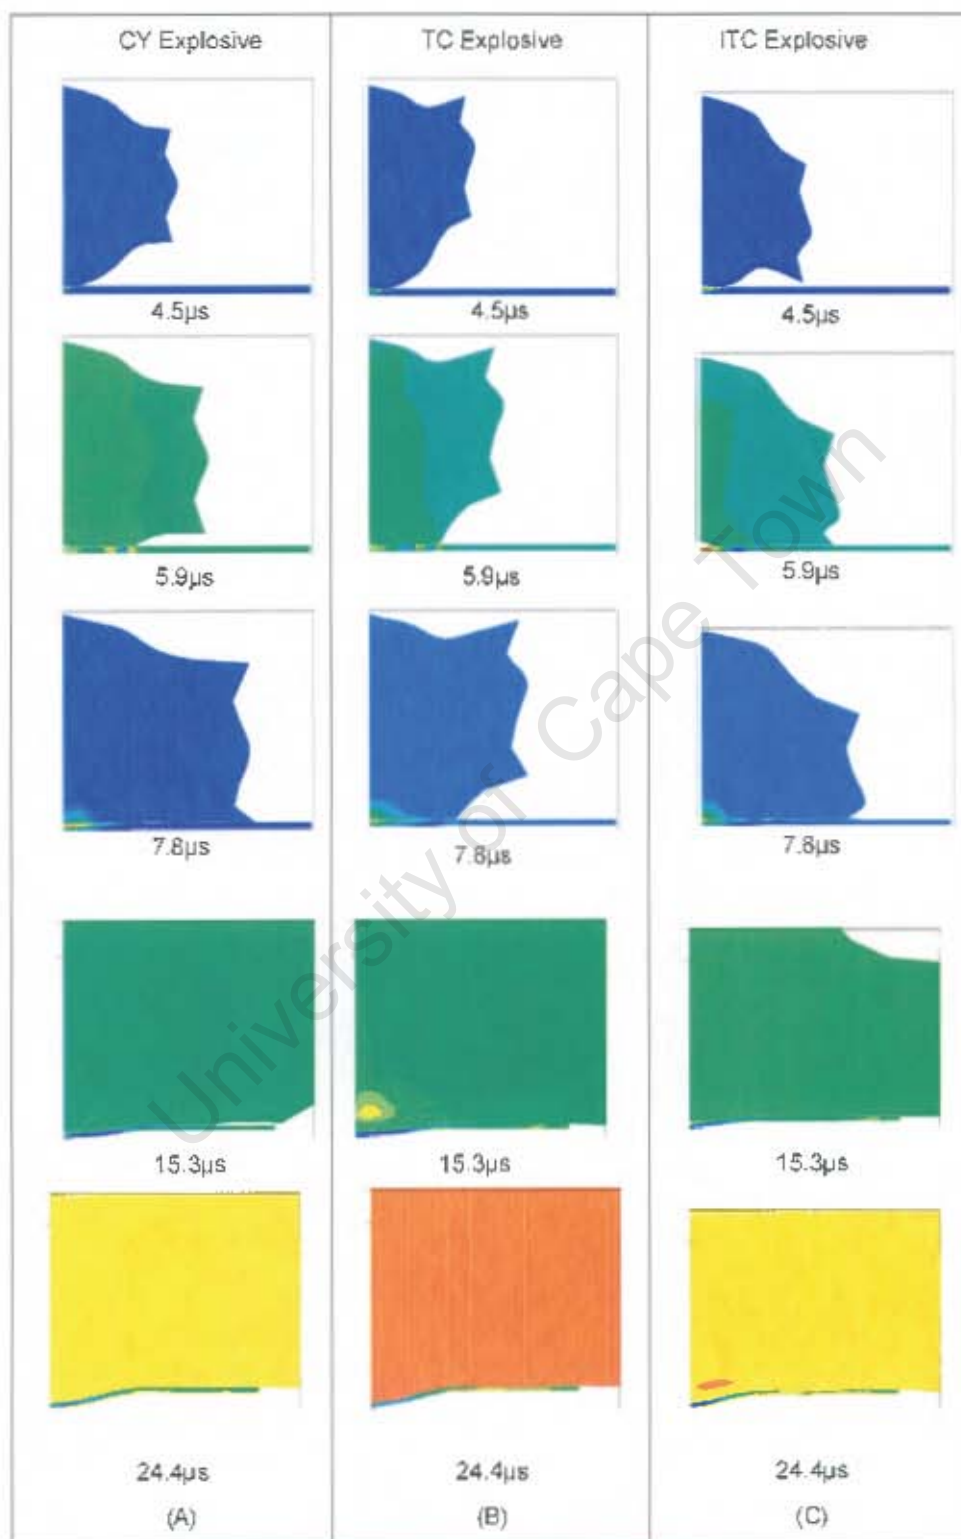 CY Explosive TC Explosive ITC Explosive
4.5µs 4.5µs 4.5µs
5.9µs 5.9µs 5.9µs
7.8µs 7.8µs 7.8µs
15.3µs 15.3µs 15.3µs
24.4µs 24.4µs 24.4µs
(A) (B) (C)
University of Cape Town